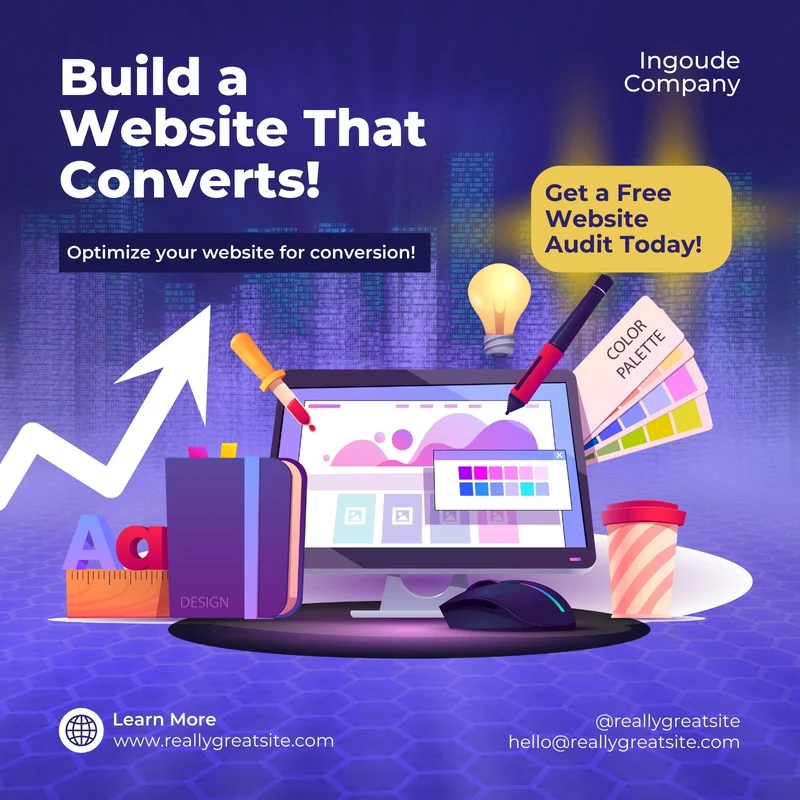 Build a
Website That
Converts!
Ingoude
Company
Optimize your website for conversion!
Get a Free
Website
Audit Today!
COLOR
PALETTE
Aa
DESIGN
Learn More
www.reallygreatsite.com
@reallygreatsite
hello@reallygreatsite.com